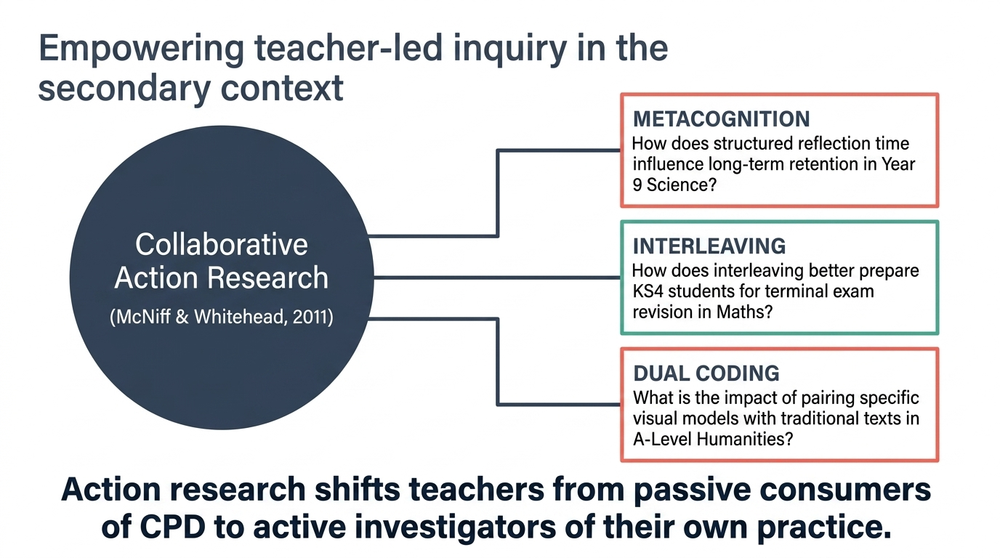 Empowering teacher-led inquiry in the
secondary context
Collaborative
Action Research
(McNiff & Whitehead, 2011)
METACOGNITION
How does structured reflection time
influence long-term retention in Year
9 Science?
INTERLEAVING
How does interleaving better prepare
KS4 students for terminal exam
revision in Maths?
DUAL CODING
What is the impact of pairing specific
visual models with traditional texts in
A-Level Humanities?
Action research shifts teachers from passive consumers
of CPD to active investigators of their own practice.